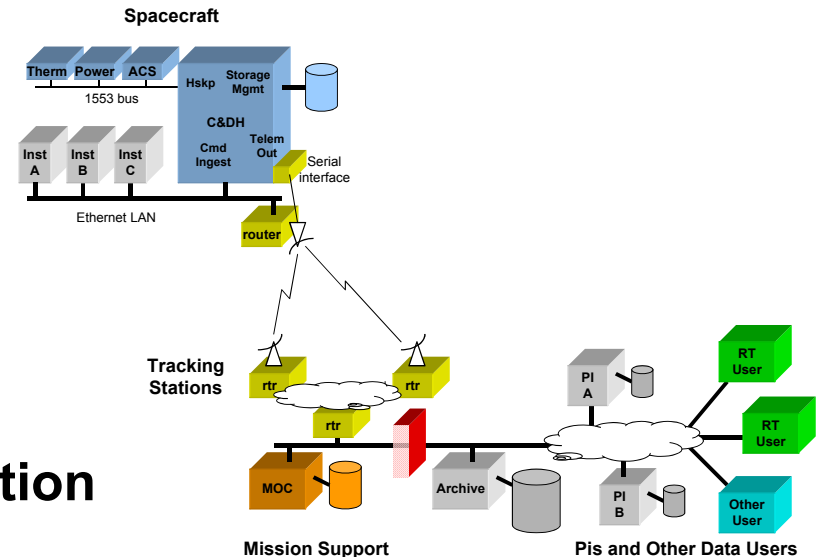 Spacecraft
Therm
Power
ACS
1553 bus
Hskp
Storage
Mgmt
C&DH
Cmd
Ingest
Telem
Out
Serial
interface
Inst
A
Inst
B
Inst
C
Ethernet LAN
router
Tracking
Stations
rtr
rtr
rtr
PI
A
RT
User
RT
User
tion
MOC
Archive
PI
B
Other
User
Mission Support
Pis and Other Data Users